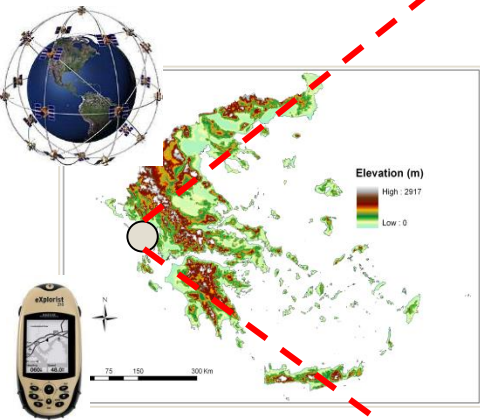 Elevation (m)
High : 2917
Low : 0
eXplorist
N
75 150 300 Km